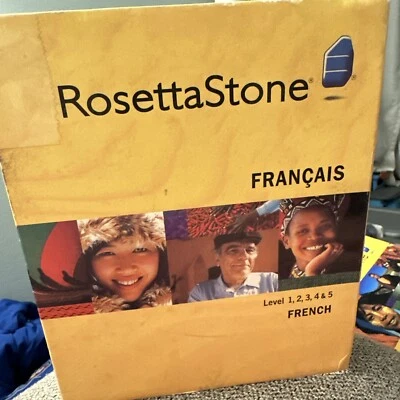 RosettaStone®
FRANÇAIS
Level 1, 2, 3, 4 & 5
FRENCH